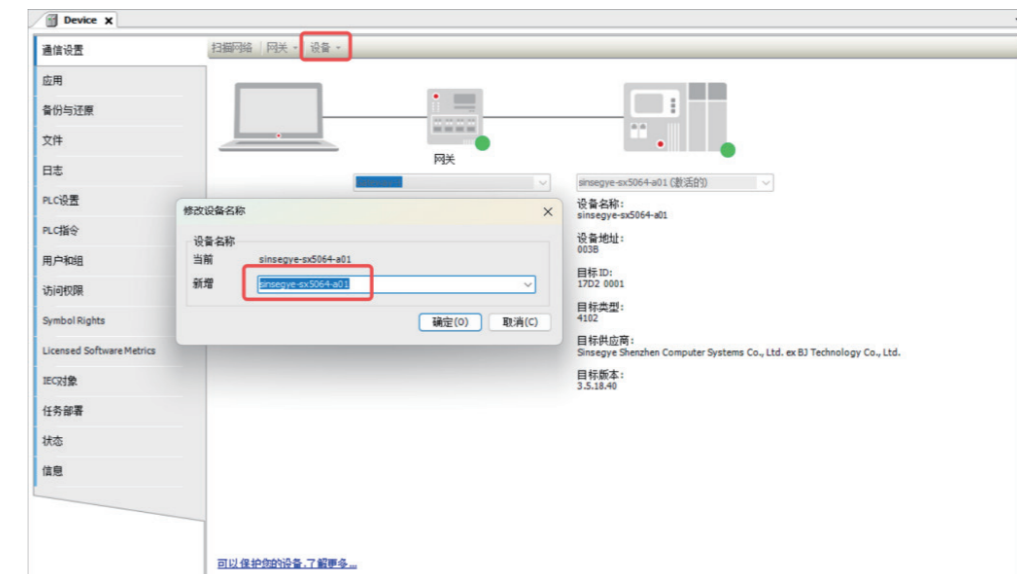 Device
通信设置
扫描网络 网关 设备
应用
备份与还原
文件
日志
PLC设置
PLC指令
用户和组
访问权限
Symbol Rights
Licensed Software Metrics
IEC对象
任务部署
状态
信息
网关
sinsegye-sx5064-a01 (激活的)
设备名称:
sinsegye-sx5064-a01
设备地址:
003B
目标ID:
17D2 0001
目标类型:
4102
目标供应商:
Sinsegye Shenzhen Computer Systems Co., Ltd. ex BJ Technology Co., Ltd.
目标版本:
3.5.18.40
修改设备名称
设备名称
当前 sinsegye-sx5064-a01
新增 sinsegye-sx5064-a01
确定(O) 取消(C)
可以保护您的设备.了解更多...